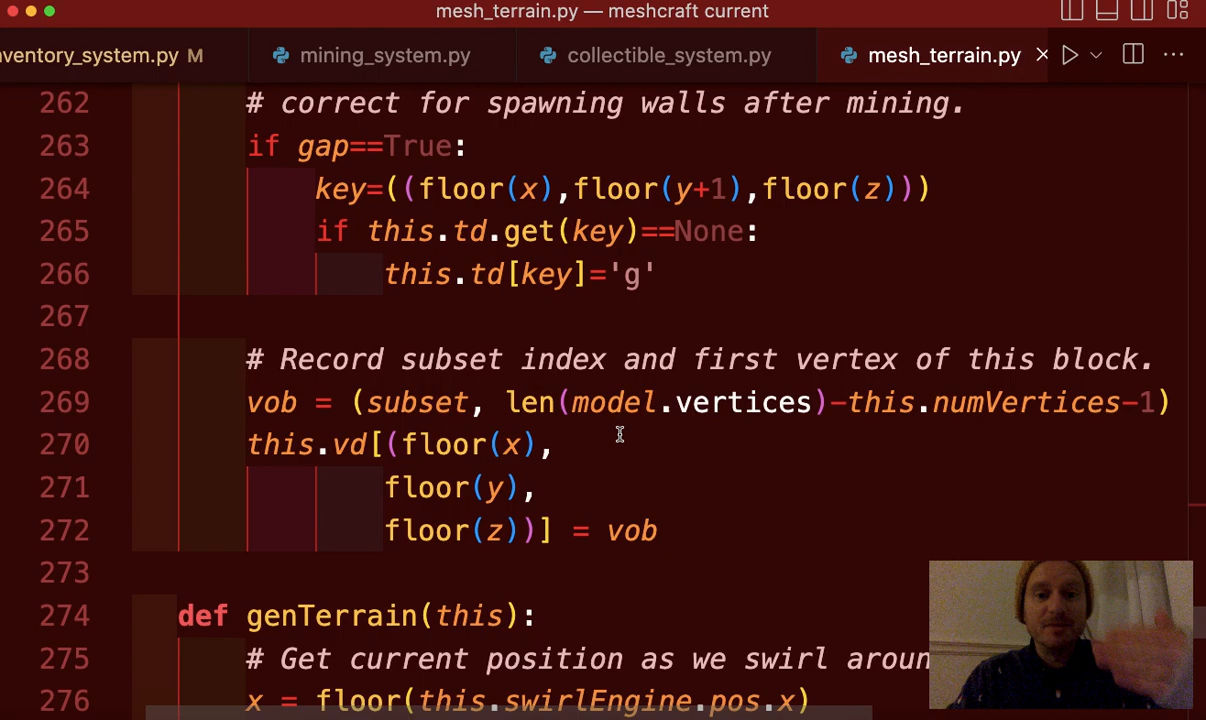 mesh_terrain.py — meshcraft current
nventory_system.py M mining_system.py collectible_system.py mesh_terrain.py
262 # correct for spawning walls after mining.
263 if gap==True:
264 key=((floor(x),floor(y+1),floor(z)))
265 if this.td.get(key)==None:
266 this.td[key]='g'
267
268 # Record subset index and first vertex of this block.
269 vob = (subset, len(model.vertices)-this.numVertices-1)
270 this.vd[(floor(x),
271 floor(y),
272 floor(z))] = vob
273
274 def genTerrain(this):
275 # Get current position as we swirl aroun
276 x = floor(this.swirlEngine.pos.x)